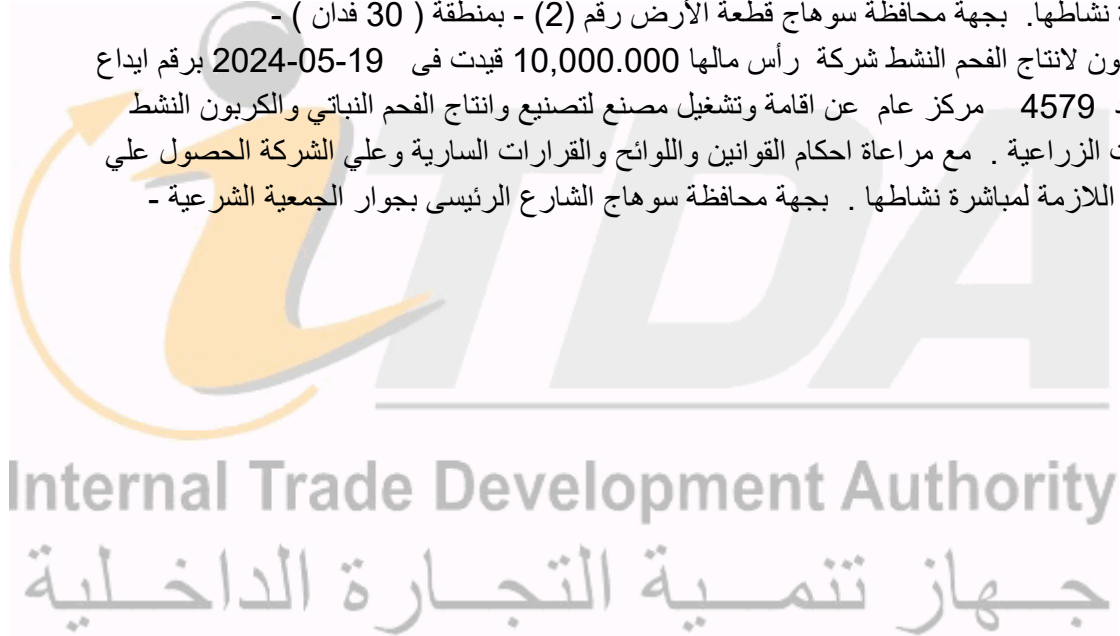 نشاطها. بجهة محافظة سوهاج قطعة الأرض رقم (2) - بمنطقة ( 30 فدان ) -
لانتاج الفحم النشط شركة رأس مالها 10,000.000 قيدت فى 19-05-2024 برقم ايداع
4579 مركز عام عن اقامة وتشغيل مصنع لتصنيع وانتاج الفحم النباتي والكربون النشط
الزراعية . مع مراعاة احكام القوانين واللوائح والقرارات السارية وعلي الشركة الحصول علي
اللازمة لمباشرة نشاطها . بجهة محافظة سوهاج الشارع الرئيسى بجوار الجمعية الشرعية -
iTDA
Internal Trade Development Authority
جهاز تنمية التجارة الداخلية